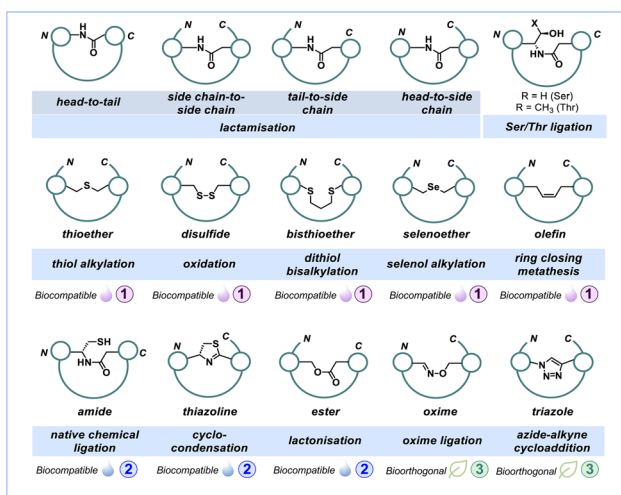 N H N O C
N C H N O
N C H N O
N C H N O
N X OH HN O C
head-to-tail
side chain-to-
side chain
tail-to-side
chain
head-to-side
chain
R = H (Ser)
R = CH₃ (Thr)
lactamisation
Ser/Thr ligation
N S C
N S S C
N S S C
N Se C
N C
thioether
disulfide
bisthioether
selenoether
olefin
thiol alkylation
oxidation
dithiol
bisalkylation
selenol alkylation
ring closing
metathesis
Biocompatible 1
Biocompatible 1
Biocompatible 1
Biocompatible 1
Biocompatible 1
N SH HN O C
N S N C
N O O C
N N O C
N N N=N C
amide
thiazoline
ester
oxime
triazole
native chemical
ligation
cyclo-
condensation
lactonisation
oxime ligation
azide-alkyne
cycloaddition
Biocompatible 2
Biocompatible 2
Biocompatible 2
Bioorthogonal 3
Bioorthogonal 3